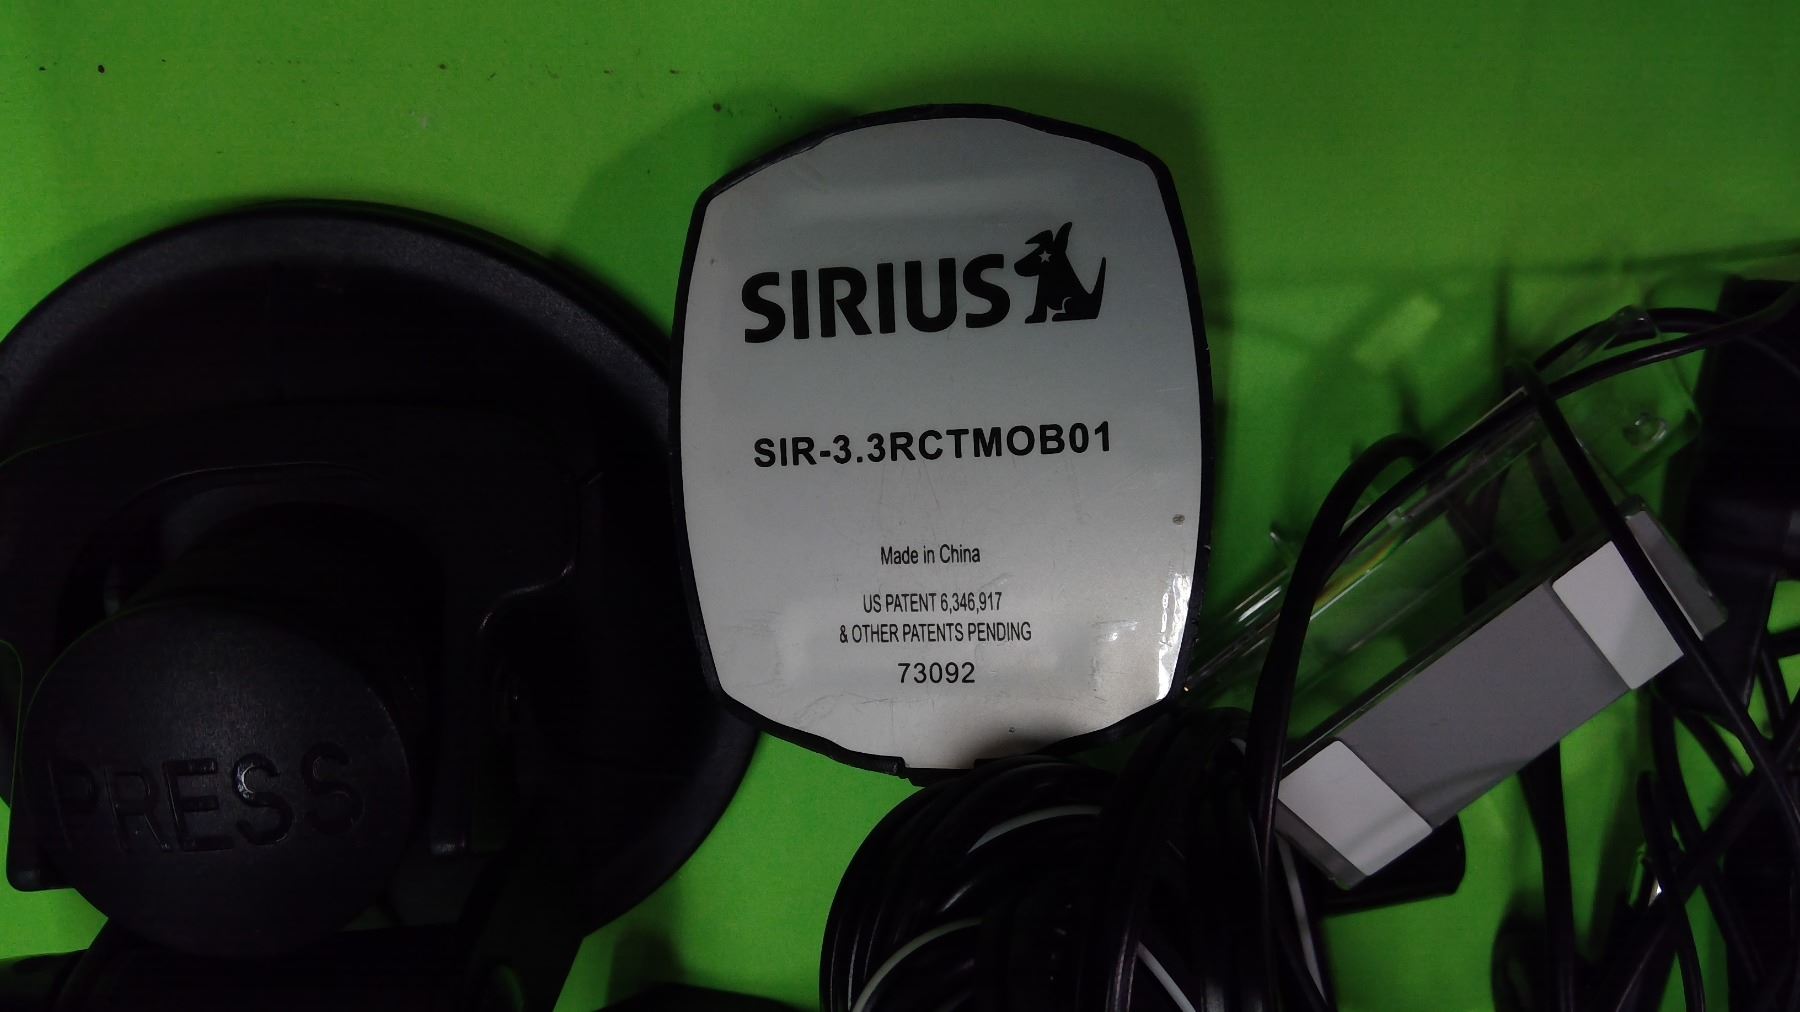 SIRIUS
SIR-3.3RCTMOB01
Made in China
US PATENT 6,346,917
& OTHER PATENTS PENDING
73092
PRESS